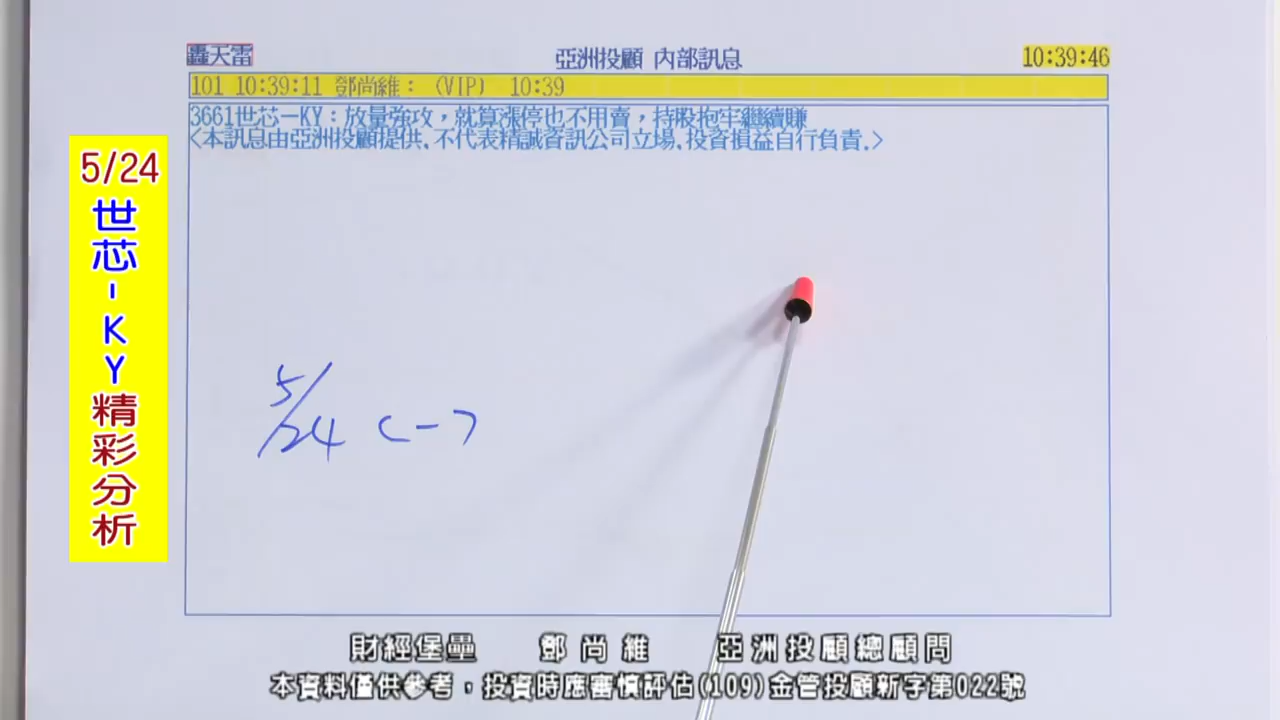 轟天雷 亞洲投顧 內部訊息 10:39:46
101 10:39:11 鄧尚維：(VIP) 10:39
3661世芯-KY：放量強攻，就算漲停也不用賣，持股抱牢繼續賺
<本訊息由亞洲投顧提供.不代表精誠資訊公司立場.投資損益自行負責.>
5/24
世芯-KY精彩分析
5/24 (一)
財經堡壘 鄧尚維 亞洲投顧總顧問
本資料僅供參考，投資時應審慎評估(109)金管投顧新字第022號